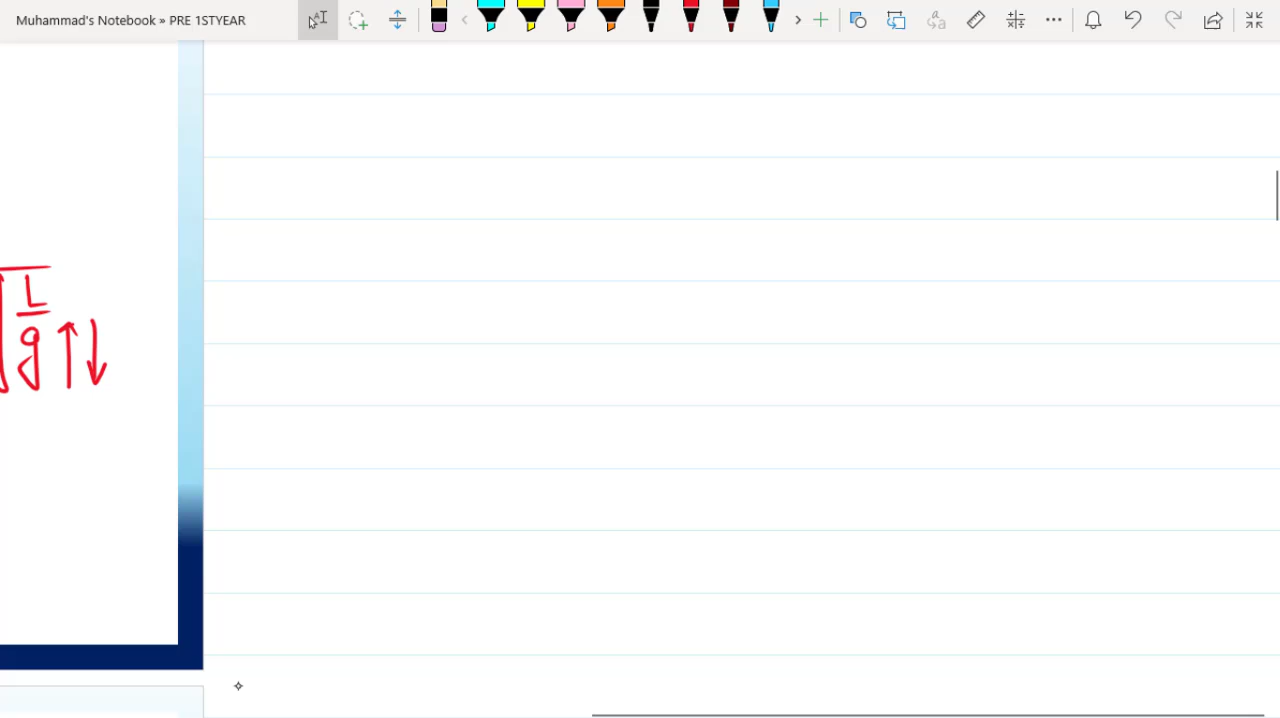 Muhammad's Notebook » PRE 1STYEAR
√L/g ↑↓